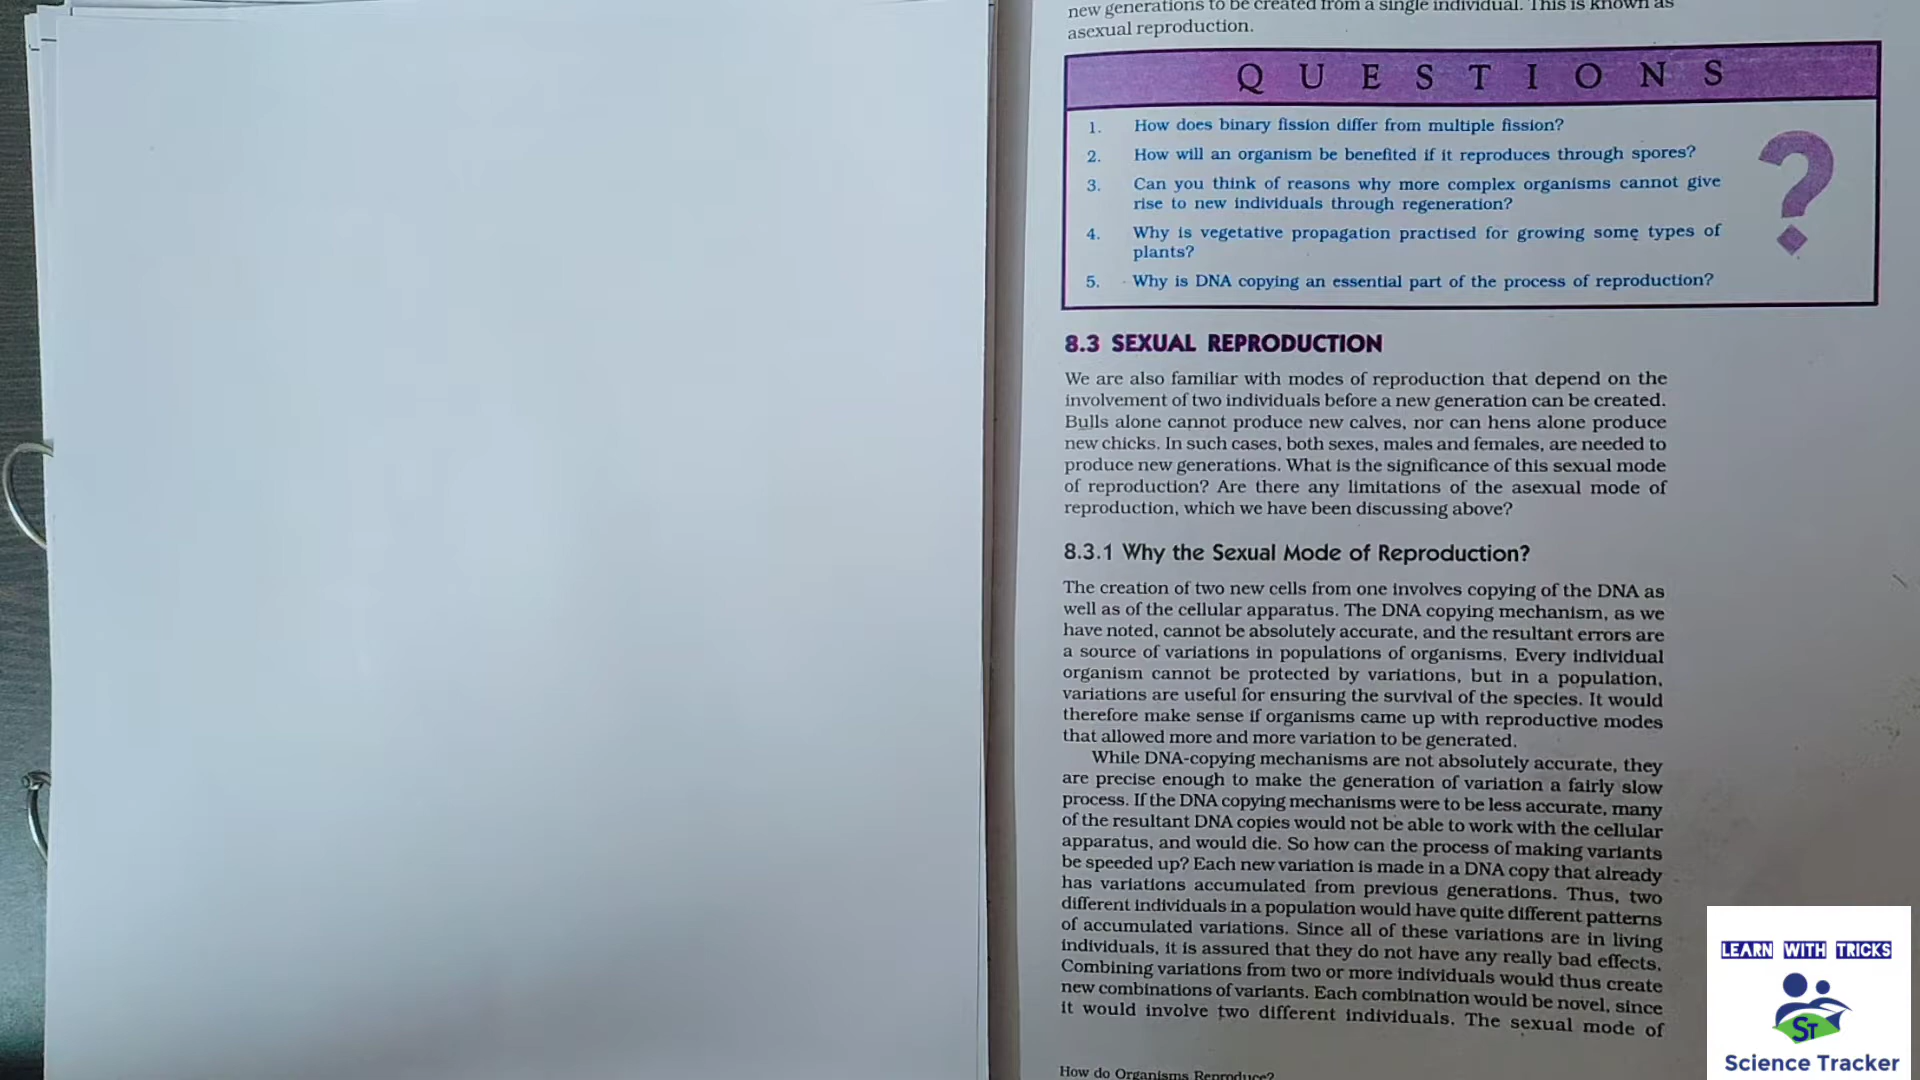 new generations to be created from a single individual. This is known as
asexual reproduction.
QUESTIONS
1. How does binary fission differ from multiple fission?
2. How will an organism be benefited if it reproduces through spores?
3. Can you think of reasons why more complex organisms cannot give
rise to new individuals through regeneration?
4. Why is vegetative propagation practised for growing some types of
plants?
5. Why is DNA copying an essential part of the process of reproduction?
?
8.3 SEXUAL REPRODUCTION
We are also familiar with modes of reproduction that depend on the
involvement of two individuals before a new generation can be created.
Bulls alone cannot produce new calves, nor can hens alone produce
new chicks. In such cases, both sexes, males and females, are needed to
produce new generations. What is the significance of this sexual mode
of reproduction? Are there any limitations of the asexual mode of
reproduction, which we have been discussing above?
8.3.1 Why the Sexual Mode of Reproduction?
The creation of two new cells from one involves copying of the DNA as
well as of the cellular apparatus. The DNA copying mechanism, as we
have noted, cannot be absolutely accurate, and the resultant errors are
a source of variations in populations of organisms. Every individual
organism cannot be protected by variations, but in a population,
variations are useful for ensuring the survival of the species. It would
therefore make sense if organisms came up with reproductive modes
that allowed more and more variation to be generated.
While DNA-copying mechanisms are not absolutely accurate, they
are precise enough to make the generation of variation a fairly slow
process. If the DNA copying mechanisms were to be less accurate, many
of the resultant DNA copies would not be able to work with the cellular
apparatus, and would die. So how can the process of making variants
be speeded up? Each new variation is made in a DNA copy that already
has variations accumulated from previous generations. Thus, two
different individuals in a population would have quite different patterns
of accumulated variations. Since all of these variations are in living
individuals, it is assured that they do not have any really bad effects.
Combining variations from two or more individuals would thus create
new combinations of variants. Each combination would be novel, since
it would involve two different individuals. The sexual mode of
How do Organisms Reproduce?
LEARN WITH TRICKS
ST
Science Tracker